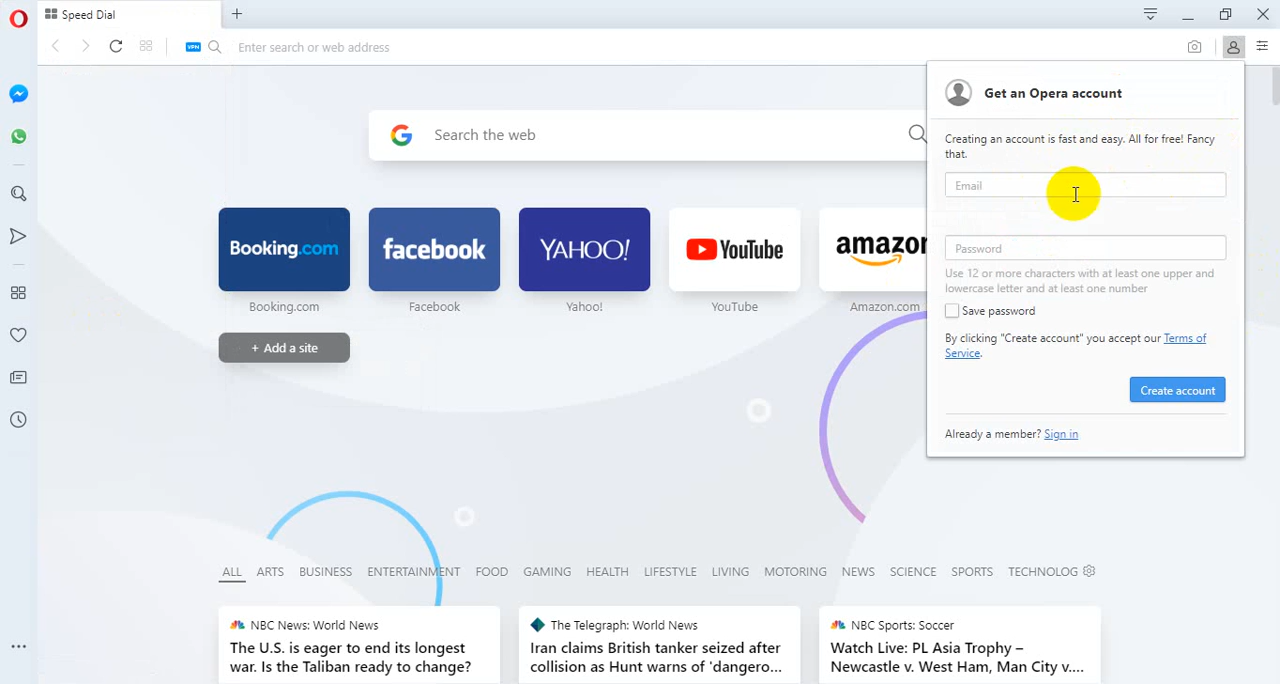 Speed Dial
VPN
Enter search or web address
Get an Opera account
Creating an account is fast and easy. All for free! Fancy
that.
Email
Password
Use 12 or more characters with at least one upper and
lowercase letter and at least one number
Save password
By clicking "Create account" you accept our Terms of
Service.
Create account
Already a member? Sign in
Search the web
Booking.com
facebook
YAHOO!
YouTube
amazon
Booking.com
Facebook
Yahoo!
YouTube
Amazon.com
+ Add a site
ALL ARTS BUSINESS ENTERTAINMENT FOOD GAMING HEALTH LIFESTYLE LIVING MOTORING NEWS SCIENCE SPORTS TECHNOLOG
NBC News: World News
The U.S. is eager to end its longest
war. Is the Taliban ready to change?
The Telegraph: World News
Iran claims British tanker seized after
collision as Hunt warns of 'dangero...
NBC Sports: Soccer
Watch Live: PL Asia Trophy –
Newcastle v. West Ham, Man City v....